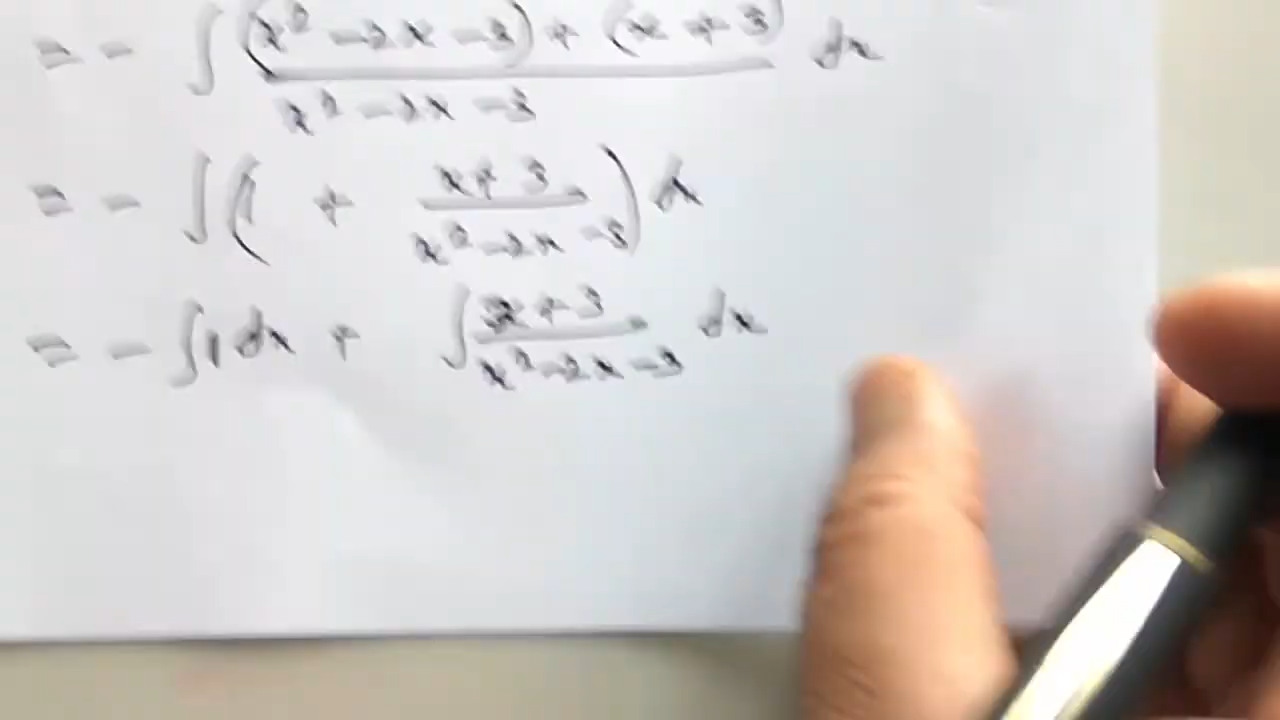 = - ∫ ((x² - 2x - 3) + (x + 3))/(x² - 2x - 3) dx
= - ∫ (1 + (x + 3)/(x² - 2x - 3)) dx
= - ∫ 1 dx + ∫ (x + 3)/(x² - 2x - 3) dx